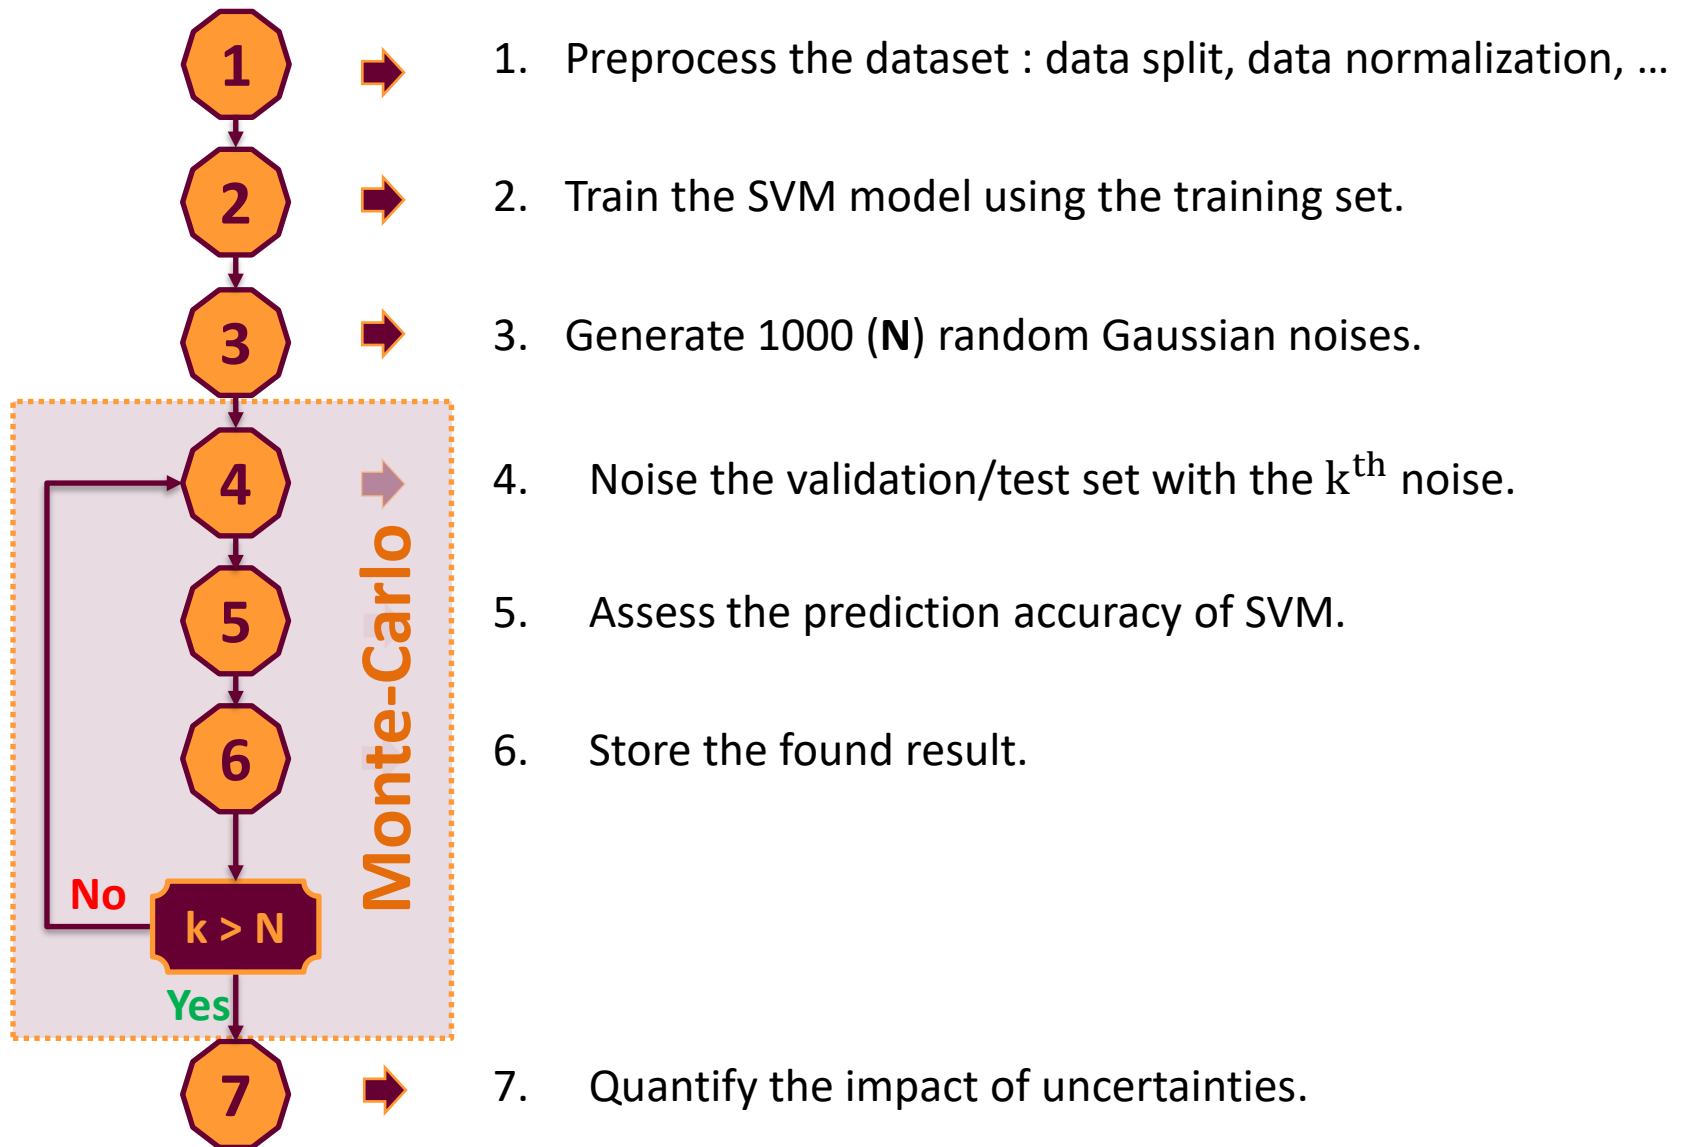 1
1. Preprocess the dataset : data split, data normalization, …
2
2. Train the SVM model using the training set.
3
3. Generate 1000 (N) random Gaussian noises.
4
4. Noise the validation/test set with the kᵗʰ noise.
5
5. Assess the prediction accuracy of SVM.
6
6. Store the found result.
Monte-Carlo
No
k > N
Yes
7
7. Quantify the impact of uncertainties.